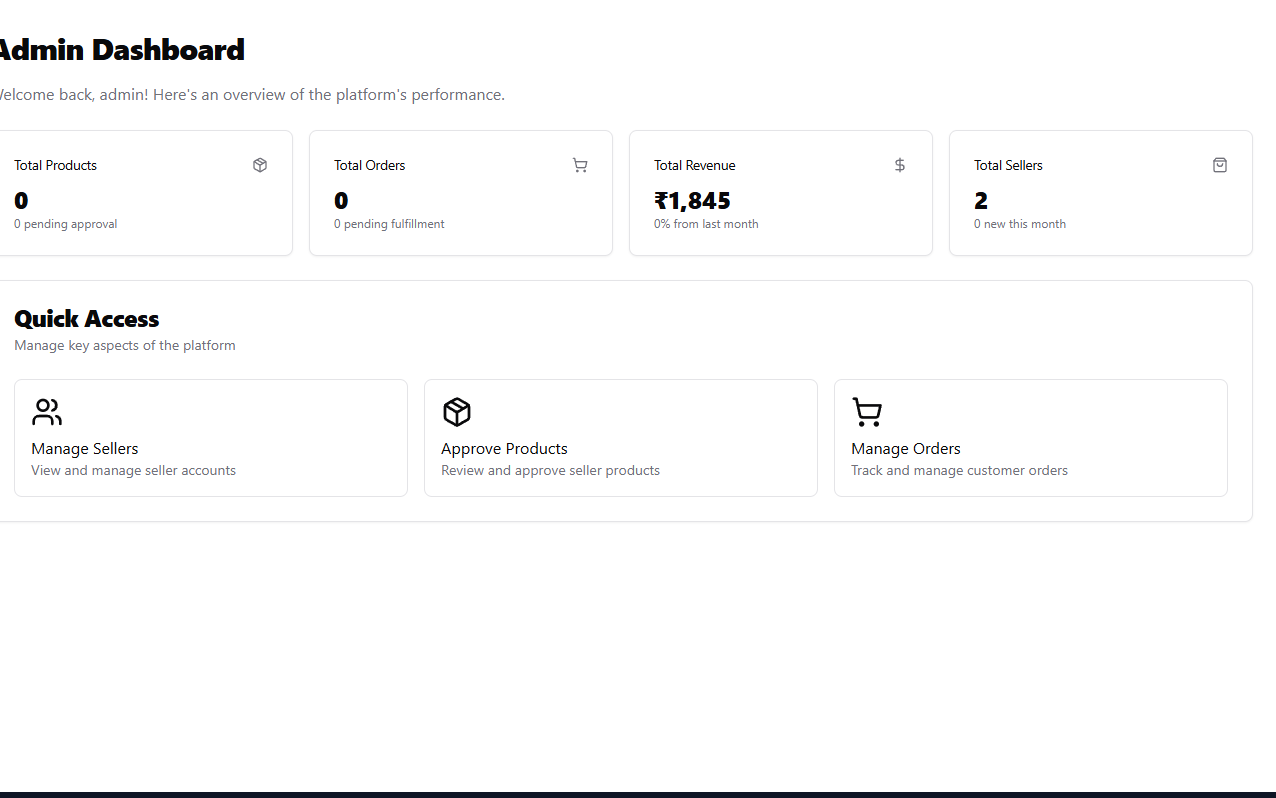 Admin Dashboard
Welcome back, admin! Here's an overview of the platform's performance.
Total Products
0
0 pending approval
Total Orders
0
0 pending fulfillment
Total Revenue
₹1,845
0% from last month
Total Sellers
2
0 new this month
Quick Access
Manage key aspects of the platform
Manage Sellers
View and manage seller accounts
Approve Products
Review and approve seller products
Manage Orders
Track and manage customer orders